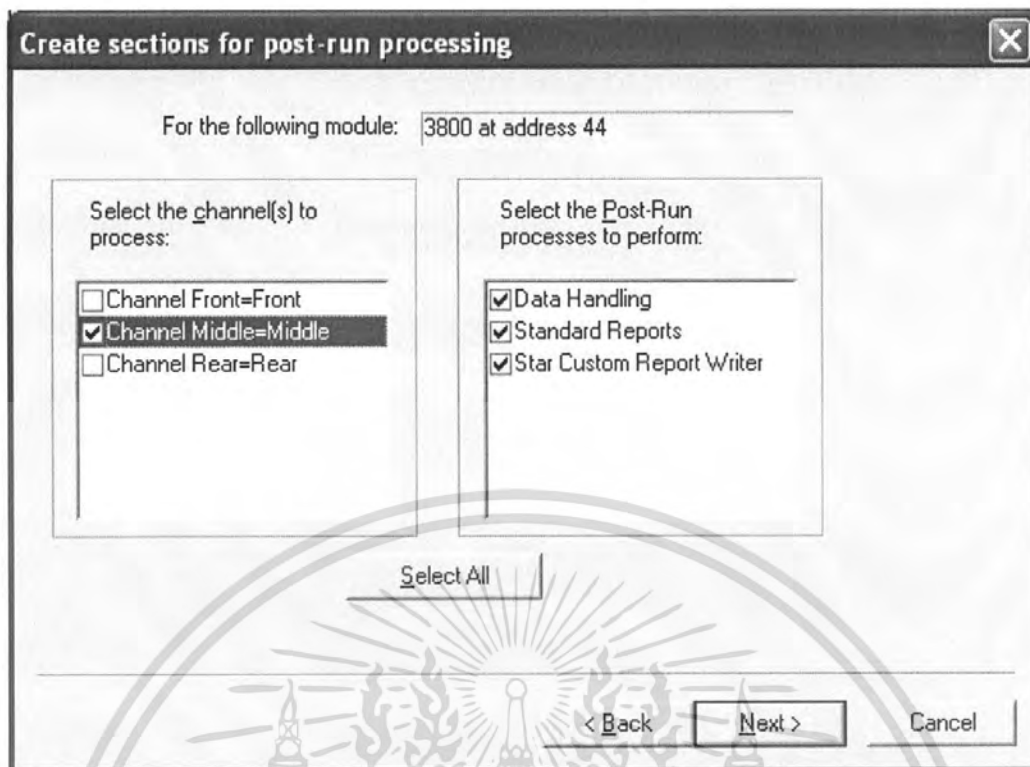 Create sections for post-run processing
For the following module: 3800 at address 44
Select the channel(s) to
process:
Channel Front=Front
Channel Middle=Middle
Channel Rear=Rear
Select the Post-Run
processes to perform:
Data Handling
Standard Reports
Star Custom Report Writer
Select All
< Back Next > Cancel